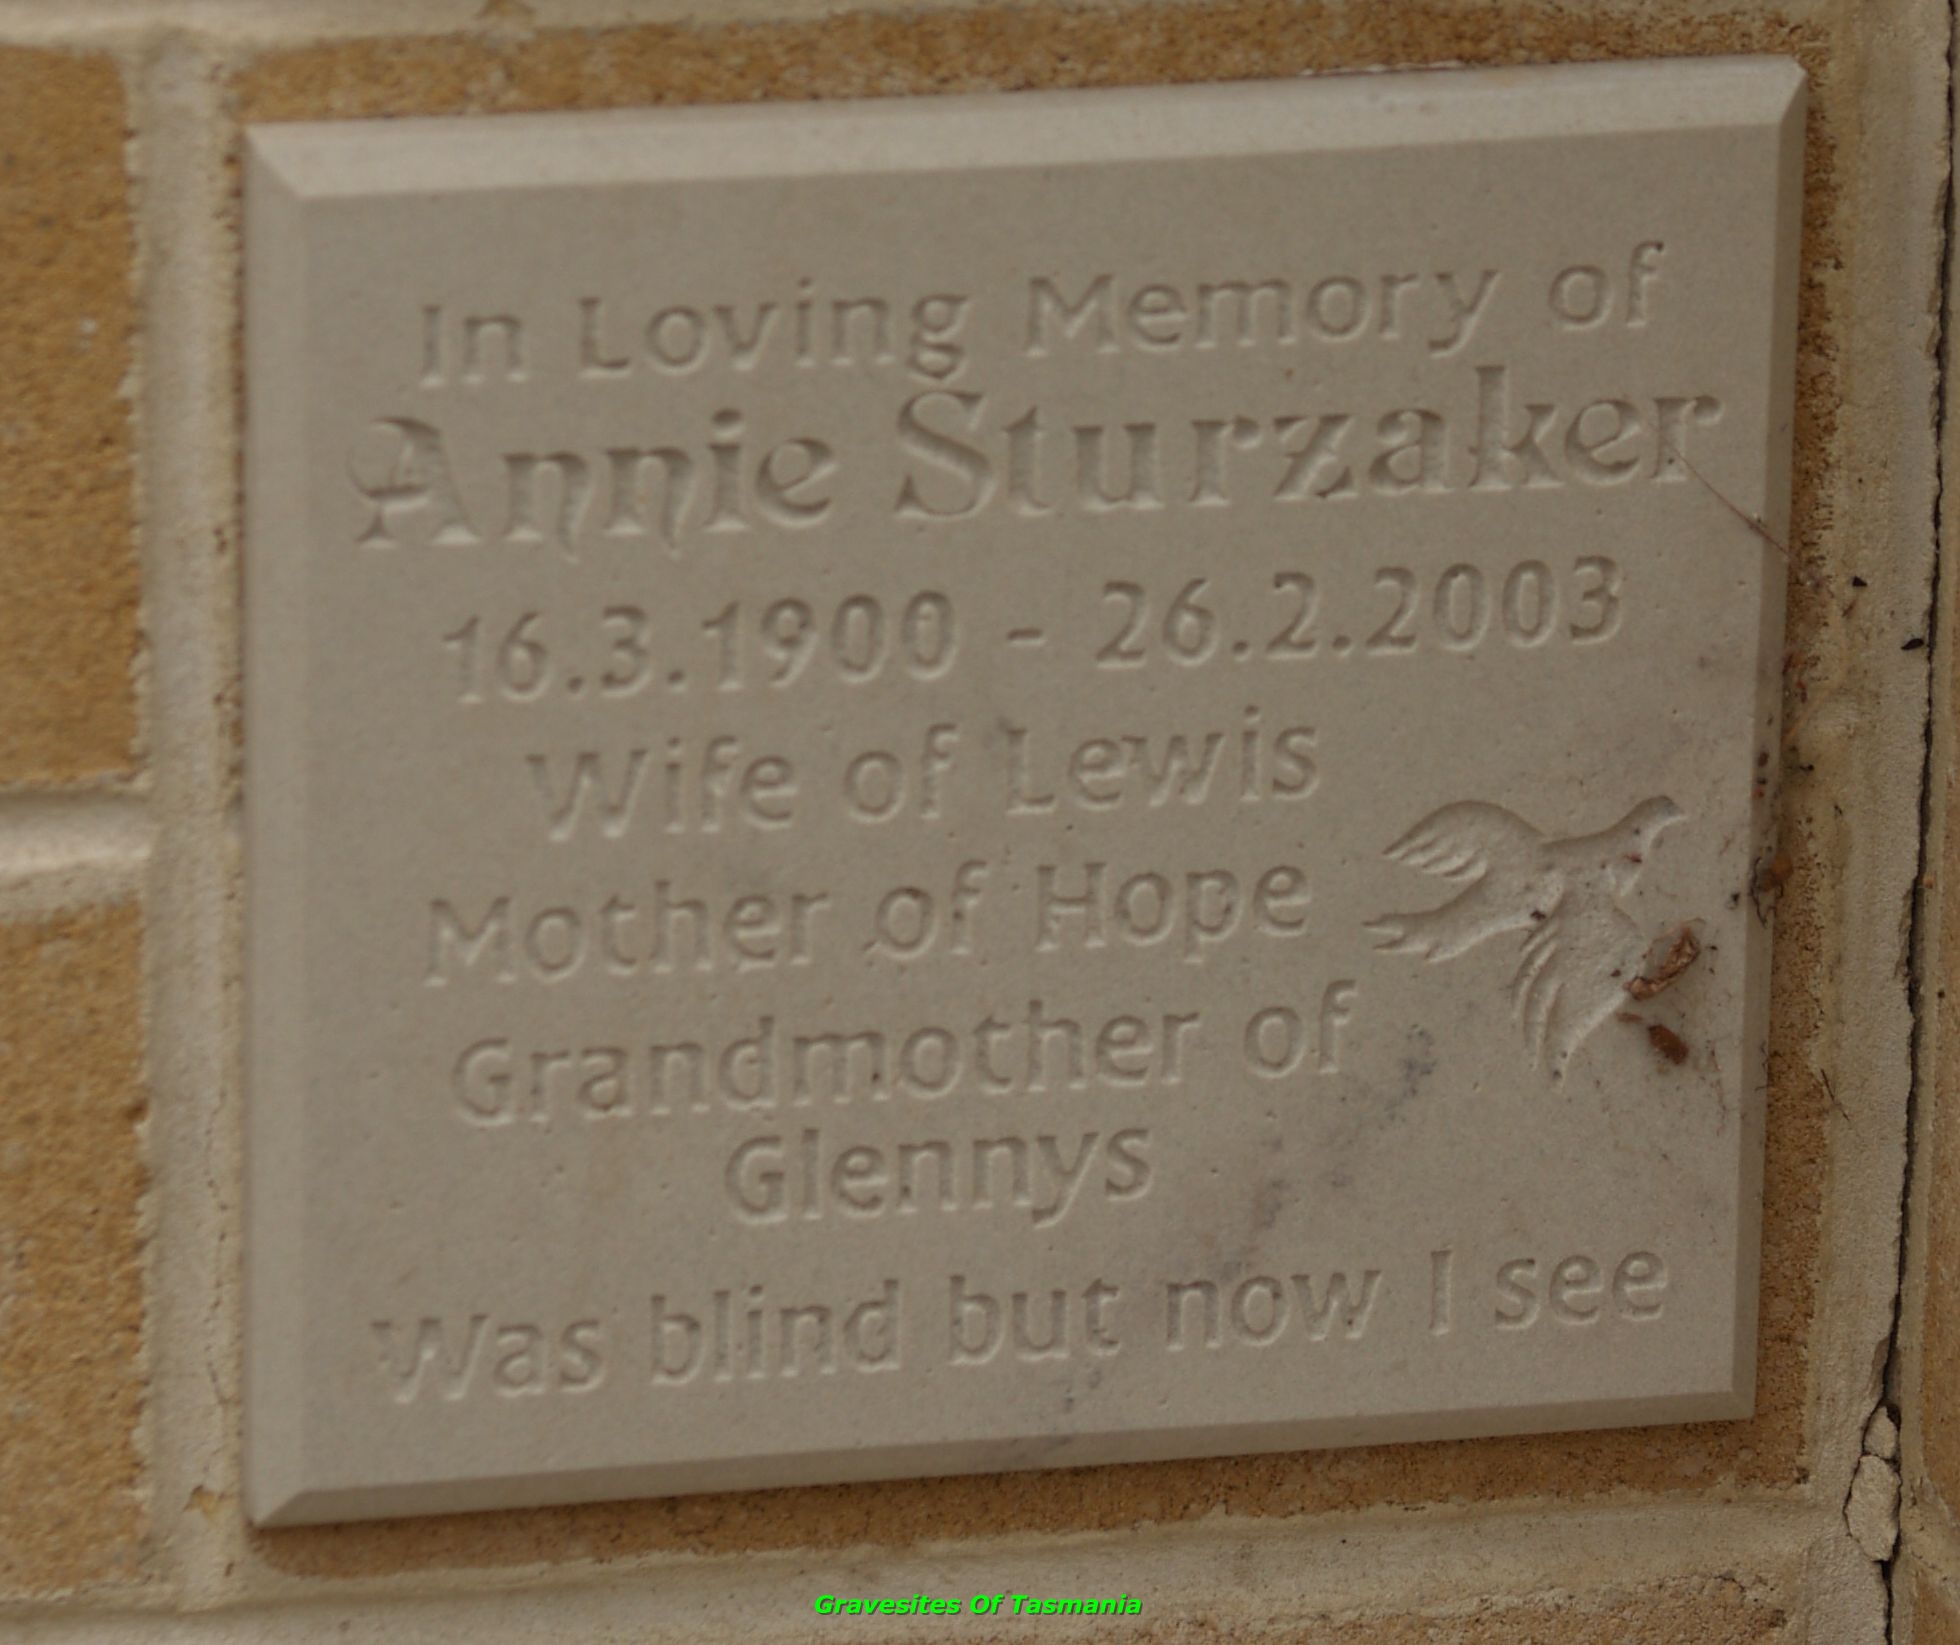 In Loving Memory of
Annie Sturzaker
16.3.1900 - 26.2.2003
Wife of Lewis
Mother of Hope
Grandmother of
Glennys
Was blind but now I see
Gravesites Of Tasmania